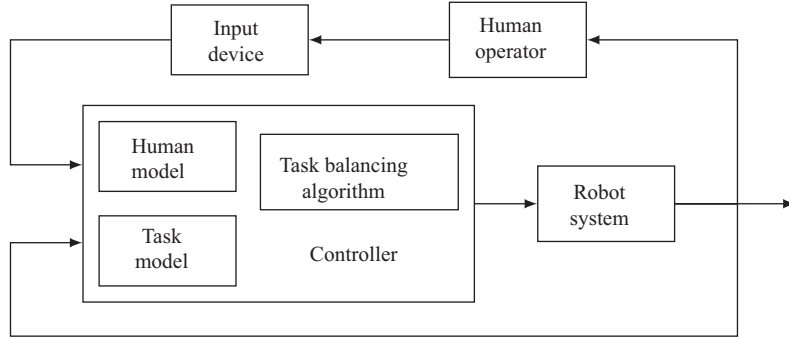 Input
device
Human
operator
Human
model
Task balancing
algorithm
Task
model
Controller
Robot
system